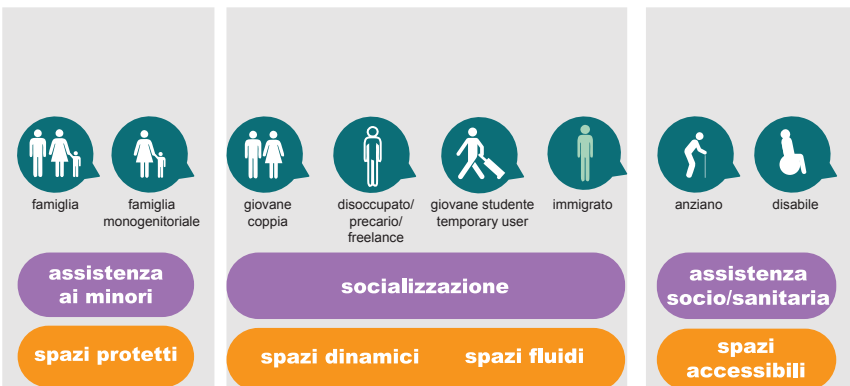 famiglia
famiglia
monogenitoriale
giovane
coppia
disoccupato/
precario/
freelance
giovane studente
temporary user
immigrato
anziano
disabile
assistenza
ai minori
socializzazione
assistenza
socio/sanitaria
spazi protetti
spazi dinamici
spazi fluidi
spazi
accessibili